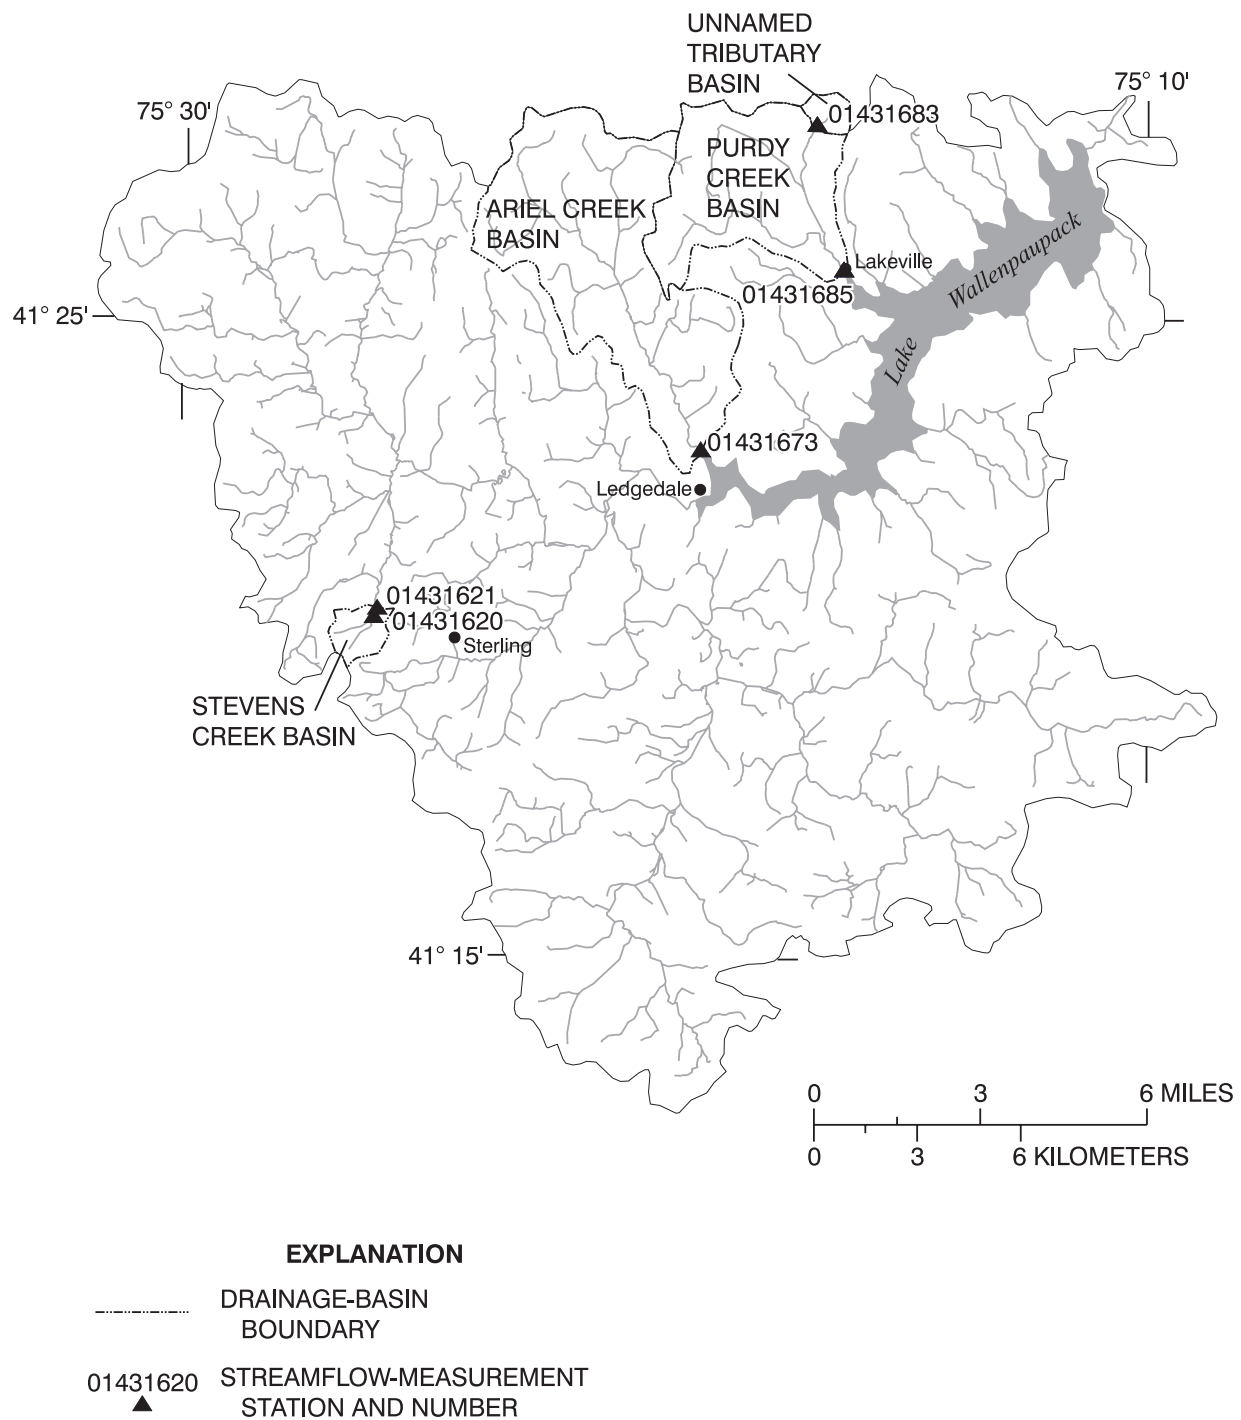 UNNAMED
TRIBUTARY
BASIN
75° 30'
75° 10'
01431683
PURDY
CREEK
BASIN
ARIEL CREEK
BASIN
Lakeville
01431685
Lake Wallenpaupack
41° 25'
01431673
Ledgedale
01431621
01431620
Sterling
STEVENS
CREEK BASIN
41° 15'
0 3 6 MILES
0 3 6 KILOMETERS
EXPLANATION
DRAINAGE-BASIN
BOUNDARY
01431620 STREAMFLOW-MEASUREMENT
STATION AND NUMBER